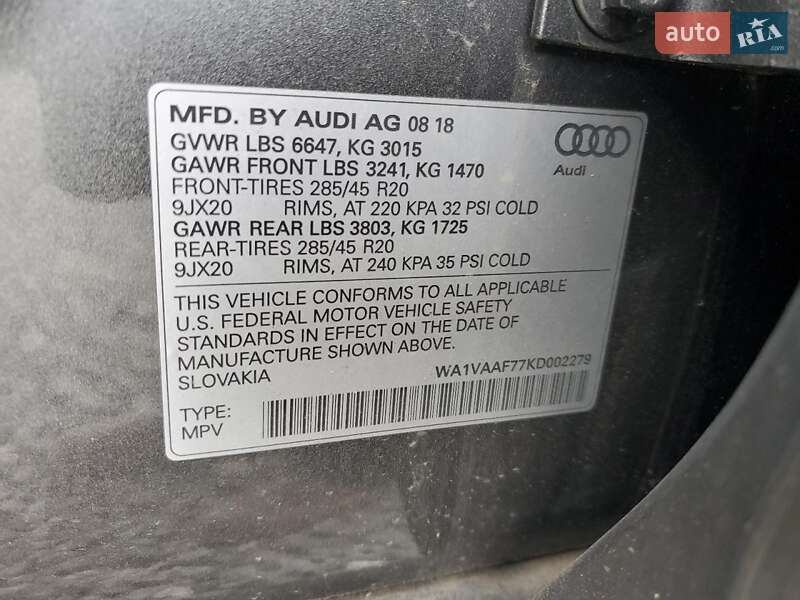 auto RIA
MFD. BY AUDI AG 08 18
GVWR LBS 6647, KG 3015
GAWR FRONT LBS 3241, KG 1470
FRONT-TIRES 285/45 R20
9JX20 RIMS, AT 220 KPA 32 PSI COLD
GAWR REAR LBS 3803, KG 1725
REAR-TIRES 285/45 R20
9JX20 RIMS, AT 240 KPA 35 PSI COLD
Audi
THIS VEHICLE CONFORMS TO ALL APPLICABLE
U.S. FEDERAL MOTOR VEHICLE SAFETY
STANDARDS IN EFFECT ON THE DATE OF
MANUFACTURE SHOWN ABOVE.
SLOVAKIA
WA1VAAF77KD002279
TYPE:
MPV